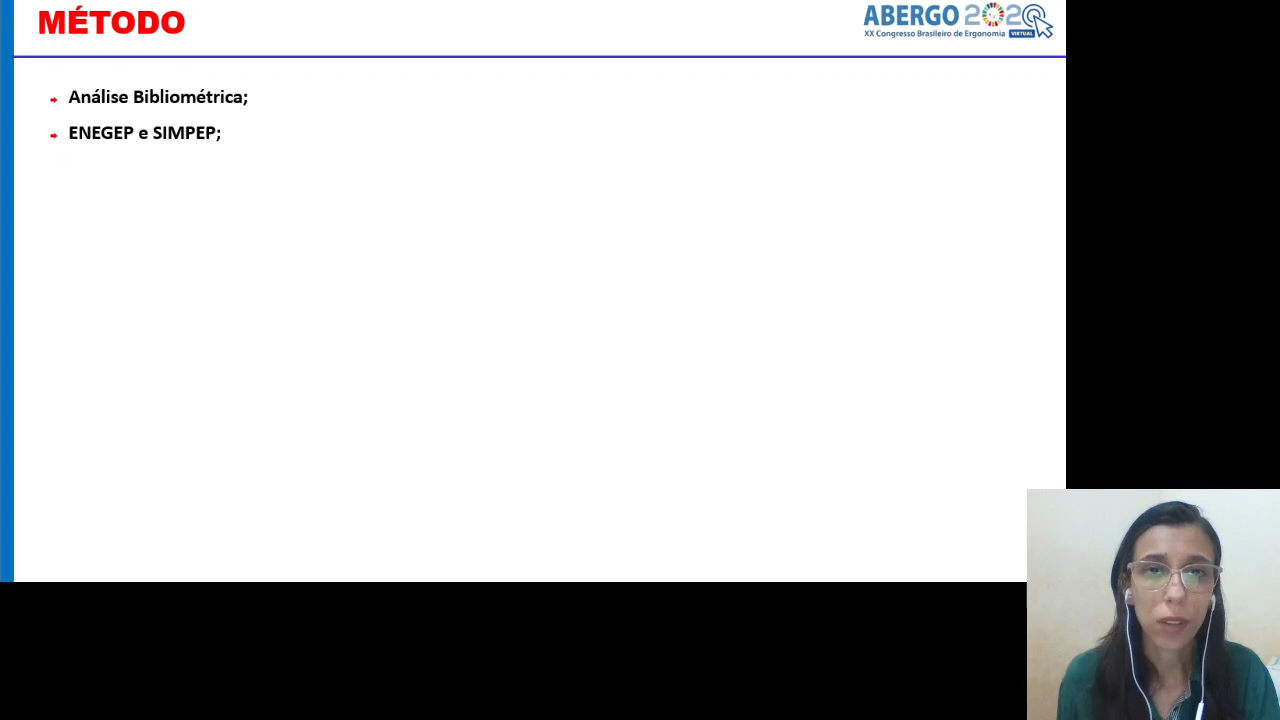 MÉTODO
ABERGO 2020
XX Congresso Brasileiro de Ergonomia
VIRTUAL
Análise Bibliométrica;
ENEGEP e SIMPEP;